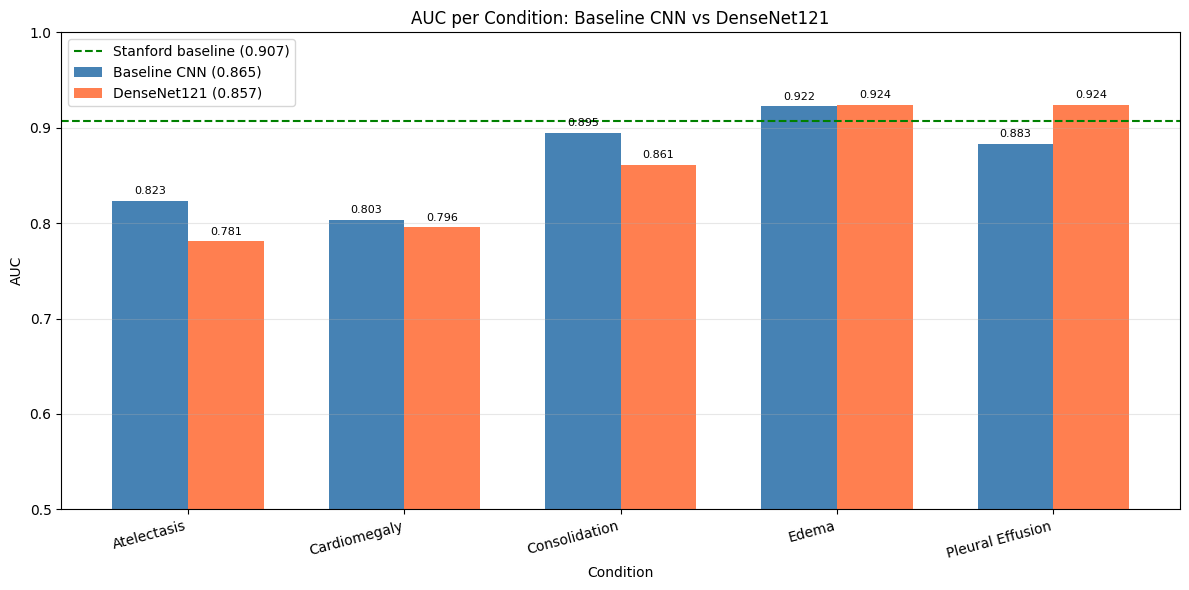 AUC per Condition: Baseline CNN vs DenseNet121
1.0
0.9
0.8
0.7
0.6
0.5
AUC
Stanford baseline (0.907)
Baseline CNN (0.865)
DenseNet121 (0.857)
0.823
0.781
0.803
0.796
0.895
0.861
0.922
0.924
0.883
0.924
Atelectasis
Cardiomegaly
Consolidation
Edema
Pleural Effusion
Condition